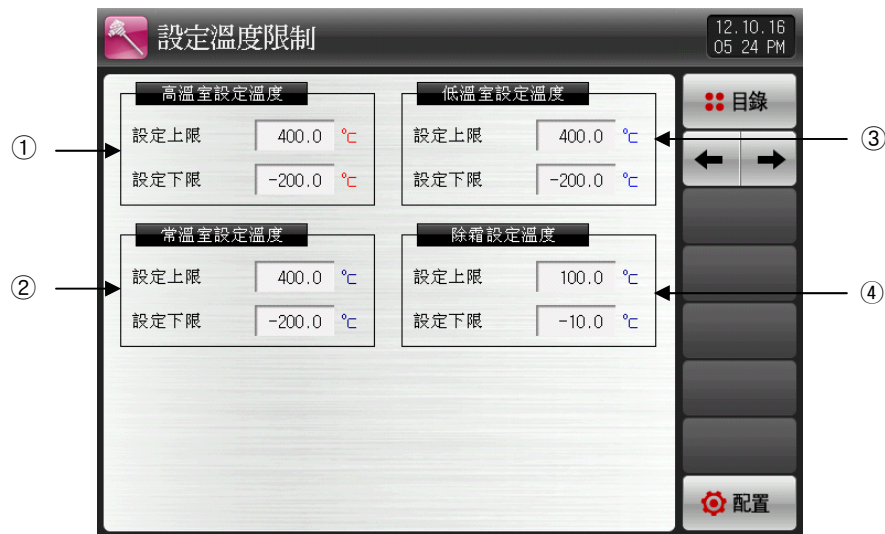 設定溫度限制
12.10.16
05 24 PM
高溫室設定溫度
設定上限 400.0 ℃
設定下限 -200.0 ℃
低溫室設定溫度
設定上限 400.0 ℃
設定下限 -200.0 ℃
常溫室設定溫度
設定上限 400.0 ℃
設定下限 -200.0 ℃
除霜設定溫度
設定上限 100.0 ℃
設定下限 -10.0 ℃
目錄
配置
①
②
③
④